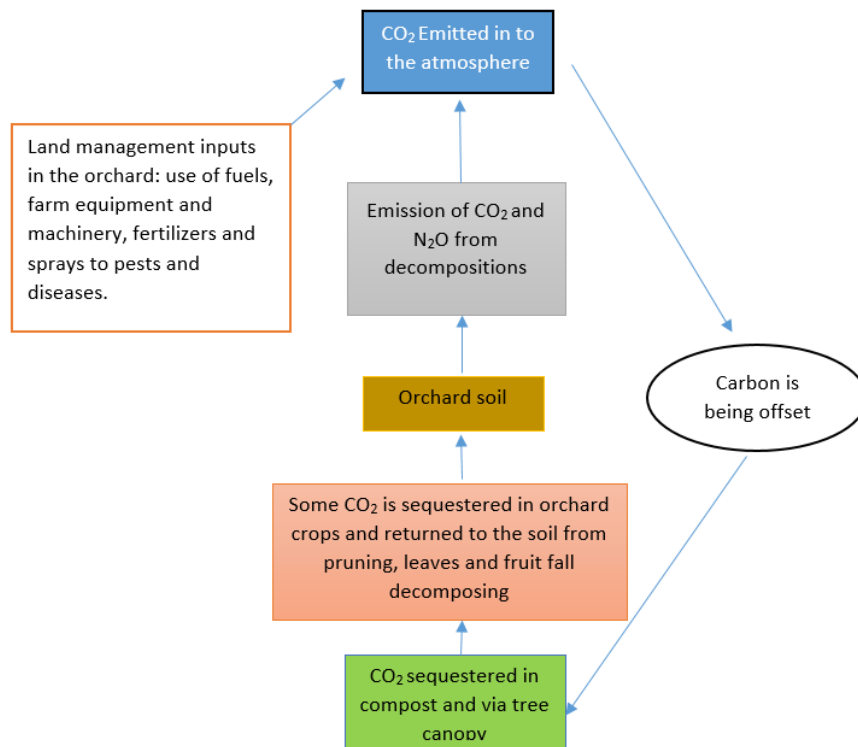 CO₂ Emitted in to
the atmosphere
Land management inputs
in the orchard: use of fuels,
farm equipment and
machinery, fertilizers and
sprays to pests and
diseases.
Emission of CO₂ and
N₂O from
decompositions
Orchard soil
Carbon is
being offset
Some CO₂ is sequestered in orchard
crops and returned to the soil from
pruning, leaves and fruit fall
decomposing
CO₂ sequestered in
compost and via tree
canopy